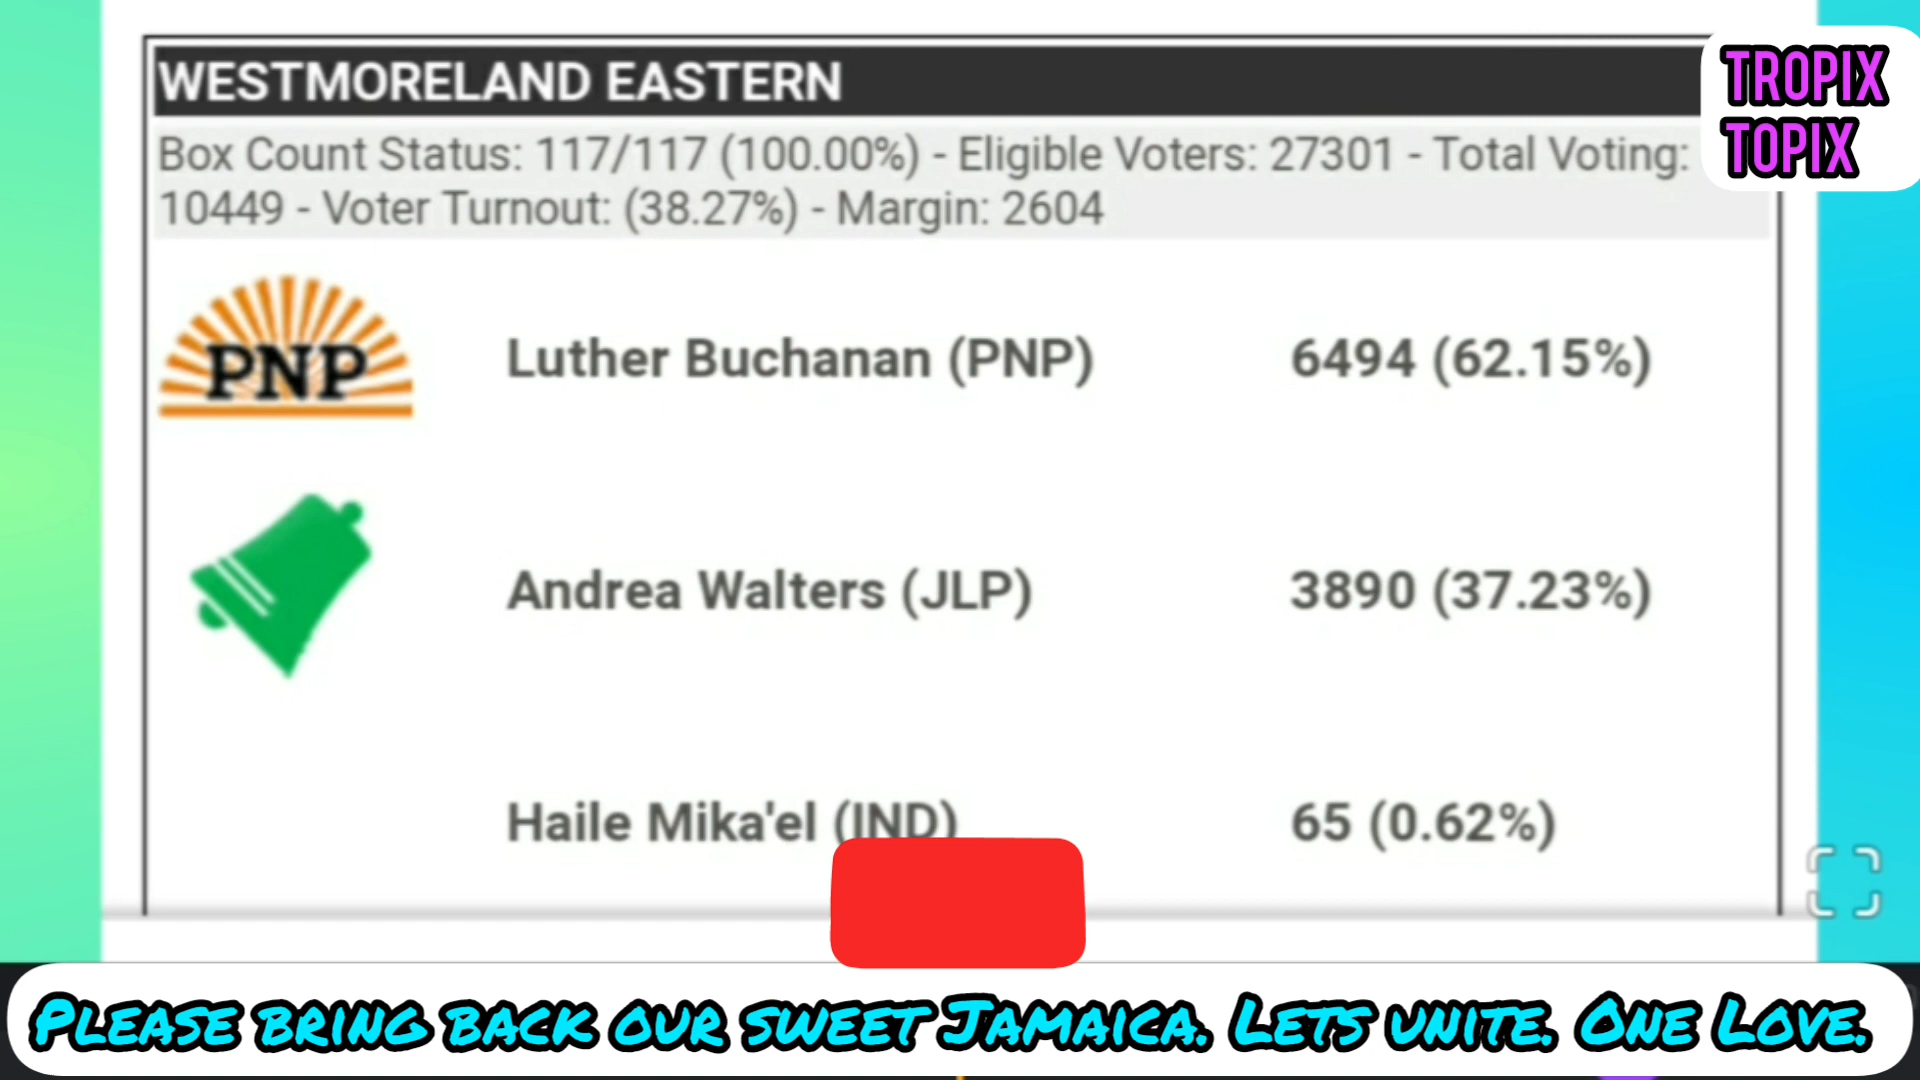 WESTMORELAND EASTERN
TROPIX
TOPIX
Box Count Status: 117/117 (100.00%) - Eligible Voters: 27301 - Total Voting:
10449 - Voter Turnout: (38.27%) - Margin: 2604
PNP
Luther Buchanan (PNP) 6494 (62.15%)
Andrea Walters (JLP) 3890 (37.23%)
Haile Mika'el (IND) 65 (0.62%)
Please bring back our sweet Jamaica. Lets unite. One Love.